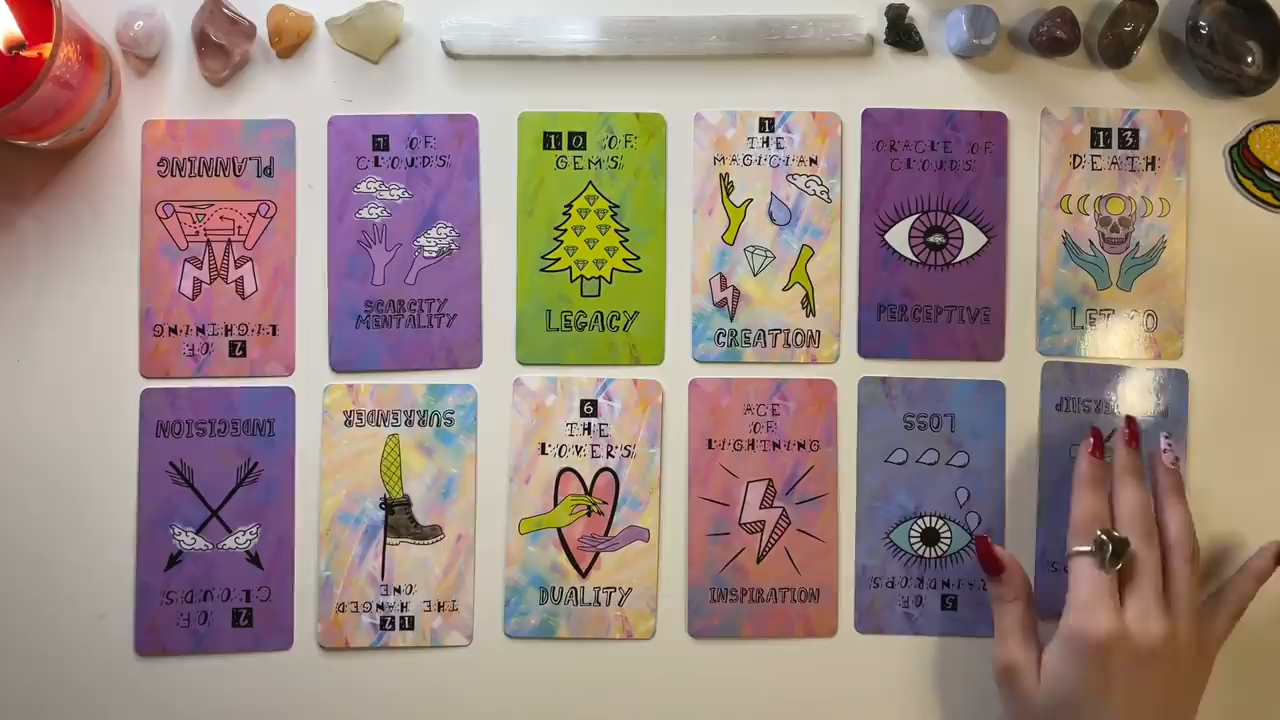 2 OF
LIGHTNING
PLANNING
7 OF
CLOUDS
SCARCITY
MENTALITY
10 OF
GEMS
LEGACY
1
THE
MAGICIAN
CREATION
ORACLE OF
CLOUDS
PERCEPTIVE
13
DEATH
LET GO
2 OF
CLOUDS
INDECISION
12
THE HANGED
ONE
SURRENDER
6
THE
LOVERS
DUALITY
ACE
OF
LIGHTNING
INSPIRATION
5 OF
RAINDROPS
LOSS